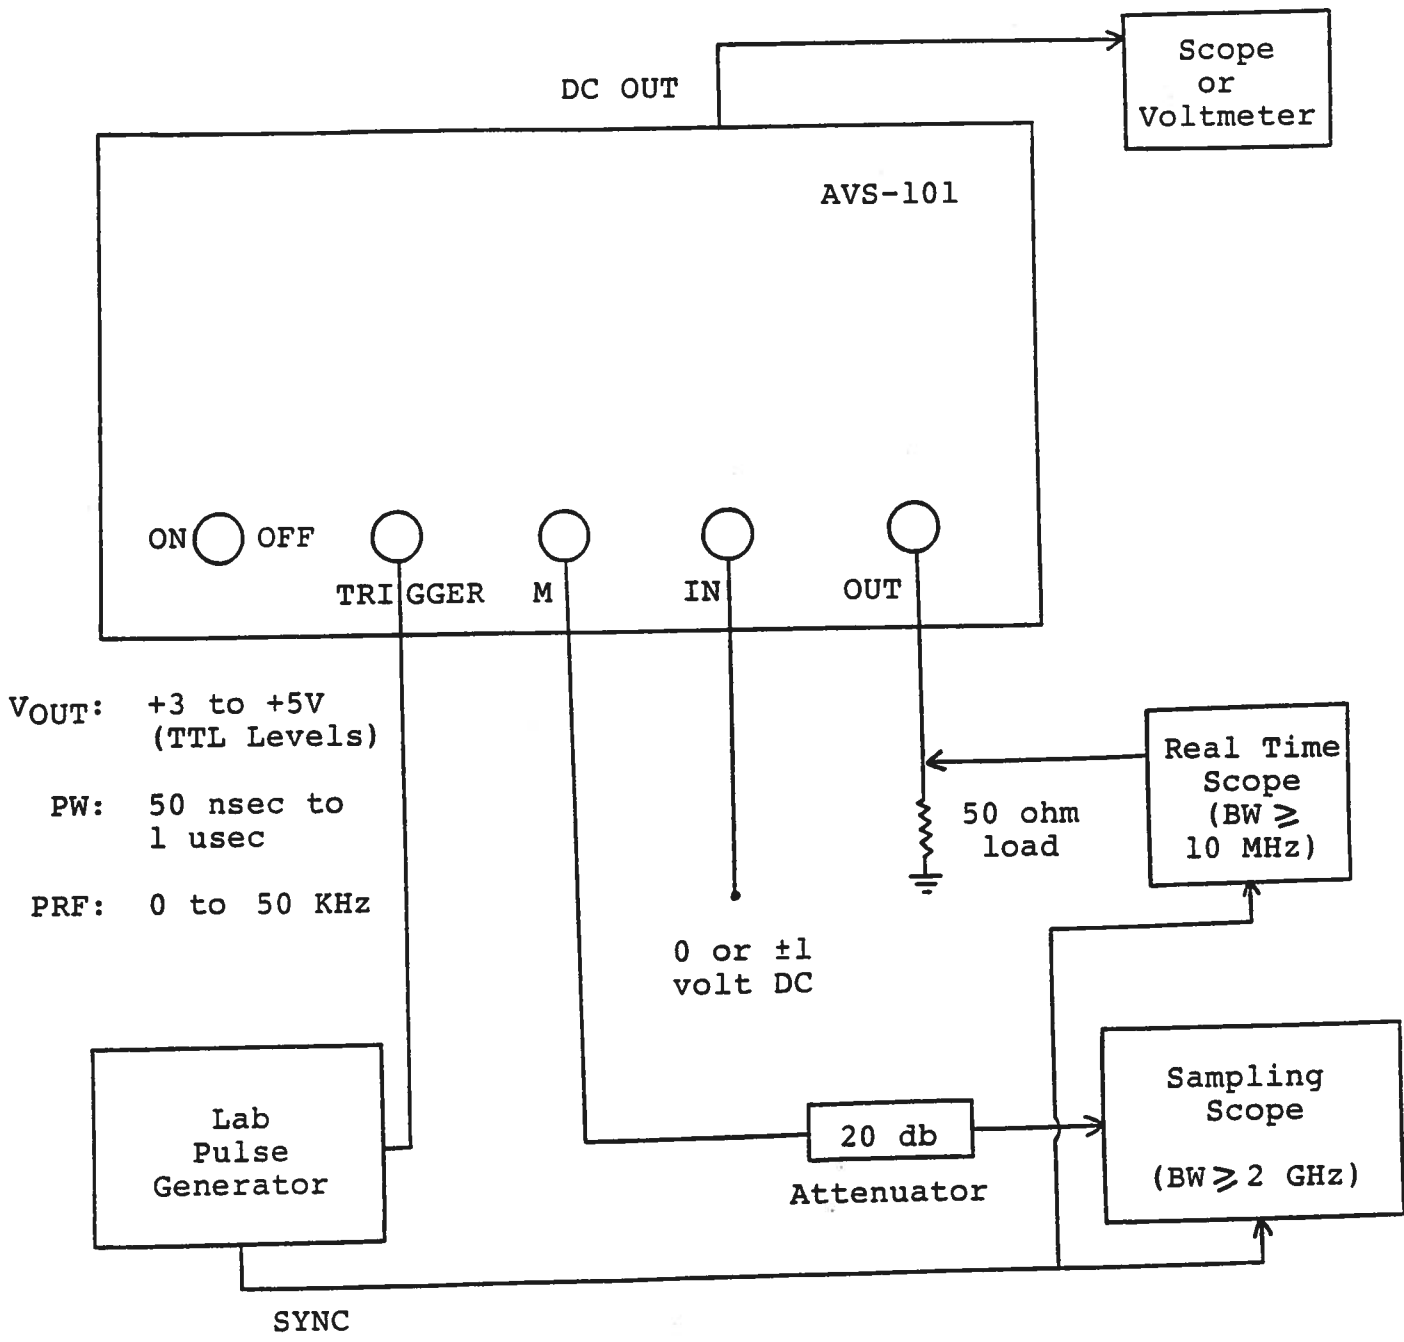 DC OUT
Scope
or
Voltmeter
AVS-101
ON OFF
TRIGGER
M
IN
OUT
VOUT: +3 to +5V
(TTL Levels)
PW: 50 nsec to
1 usec
PRF: 0 to 50 KHz
Real Time
Scope
(BW ⩾
10 MHz)
50 ohm
load
0 or ±1
volt DC
Lab
Pulse
Generator
20 db
Attenuator
Sampling
Scope
(BW ⩾ 2 GHz)
SYNC